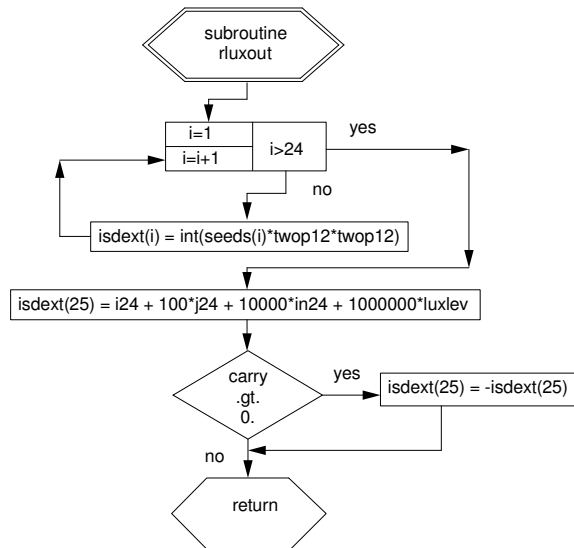 subroutine
rluxout
i=1
i=i+1
i>24
yes
no
isdext(i) = int(seeds(i)*twop12*twop12)
isdext(25) = i24 + 100*j24 + 10000*in24 + 1000000*luxlev
carry
.gt.
0.
yes
isdext(25) = -isdext(25)
no
return